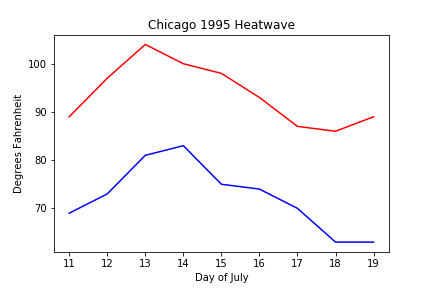 Chicago 1995 Heatwave
Degrees Fahrenheit
100
90
80
70
11 12 13 14 15 16 17 18 19
Day of July